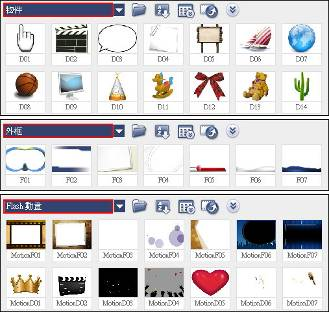 物件
D01 D02 D03 D04 D05 D06 D07
D08 D09 D10 D11 D12 D13 D14
外框
F01 F02 F03 F04 F05 F06 F07
Flash 動畫
MotionF01 MotionF02 MotionF03 MotionF04 MotionF05 MotionF06 MotionF07
MotionD01 MotionD02 MotionD03 MotionD04 MotionD05 MotionD06 MotionD07